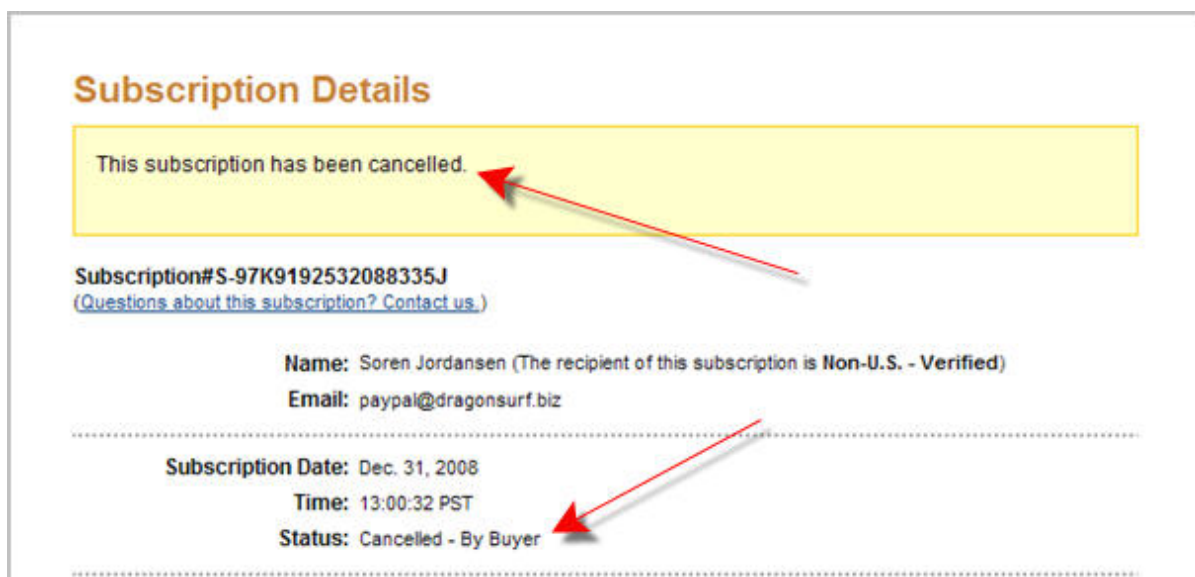 Subscription Details
This subscription has been cancelled.
Subscription#S-97K9192532088335J
(Questions about this subscription? Contact us.)
Name: Soren Jordansen (The recipient of this subscription is Non-U.S. - Verified)
Email: paypal@dragonsurf.biz
Subscription Date: Dec. 31, 2008
Time: 13:00:32 PST
Status: Cancelled - By Buyer